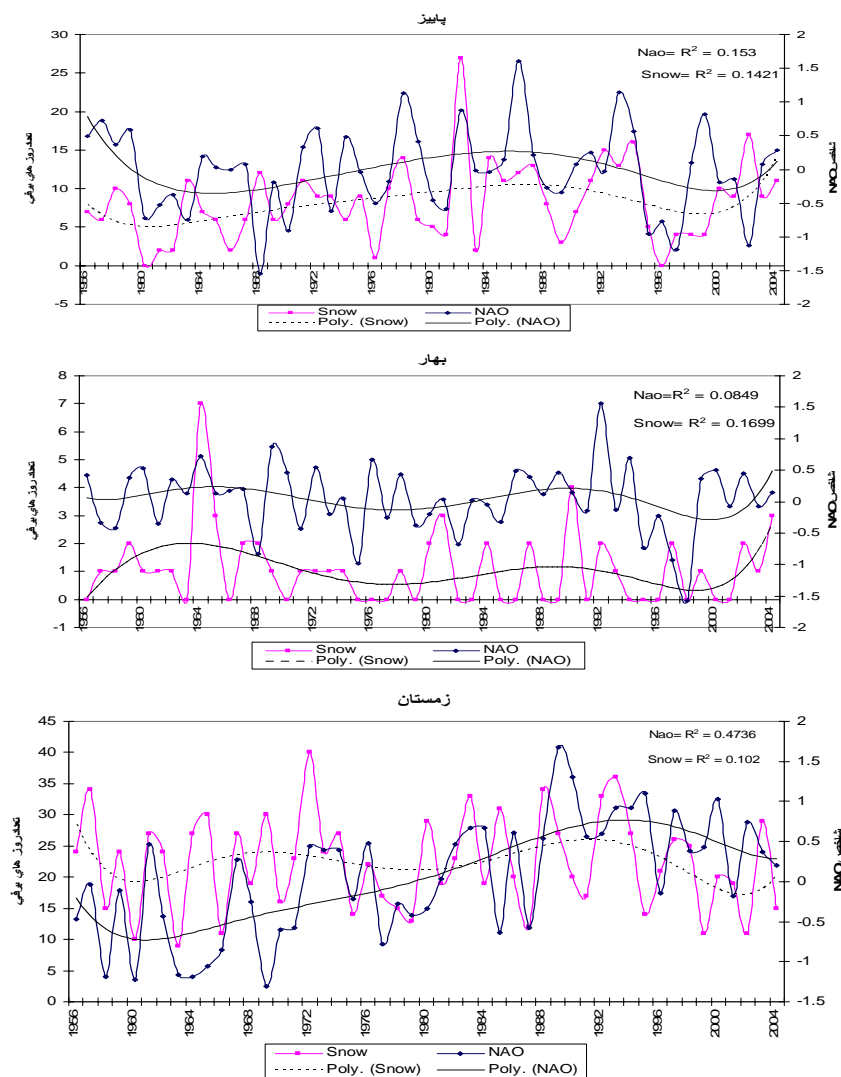 پاییز
30
25
20
15
10
5
0
-5
تعداد روز های برفي
2
1.5
1
0.5
0
-0.5
-1
-1.5
-2
شاخص NAO
Nao= R² = 0.153
Snow= R² = 0.1421
1956 1960 1964 1968 1972 1976 1980 1984 1988 1992 1996 2000 2004
Snow NAO
Poly. (Snow) Poly. (NAO)
بهار
8
7
6
5
4
3
2
1
0
-1
تعداد روز های برفي
2
1.5
1
0.5
0
-0.5
-1
-1.5
-2
شاخص NAO
Nao=R² = 0.0849
Snow= R² = 0.1699
1956 1960 1964 1968 1972 1976 1980 1984 1988 1992 1996 2000 2004
Snow NAO
Poly. (Snow) Poly. (NAO)
زمستان
45
40
35
30
25
20
15
10
5
0
تعداد روز های برفي
2
1.5
1
0.5
0
-0.5
-1
-1.5
شاخص NAO
Nao= R² = 0.4736
Snow = R² = 0.102
1956 1960 1964 1968 1972 1976 1980 1984 1988 1992 1996 2000 2004
Snow NAO
Poly. (Snow) Poly. (NAO)